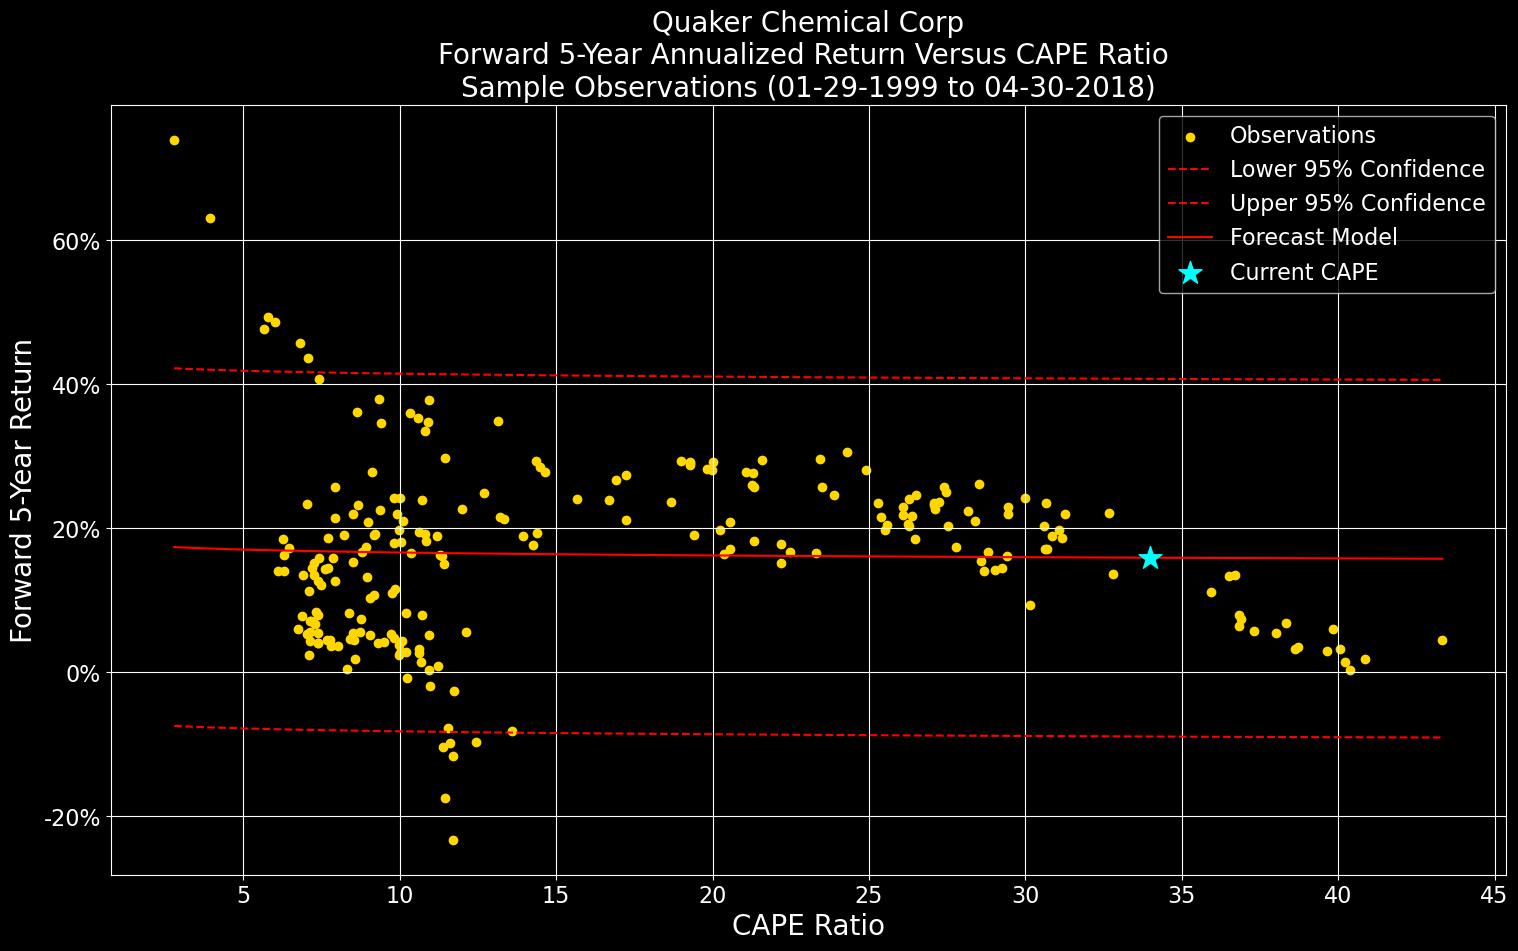 Quaker Chemical Corp
Forward 5-Year Annualized Return Versus CAPE Ratio
Sample Observations (01-29-1999 to 04-30-2018)
Observations
Lower 95% Confidence
Upper 95% Confidence
Forecast Model
Current CAPE
Forward 5-Year Return
60%
40%
20%
0%
-20%
5 10 15 20 25 30 35 40 45
CAPE Ratio